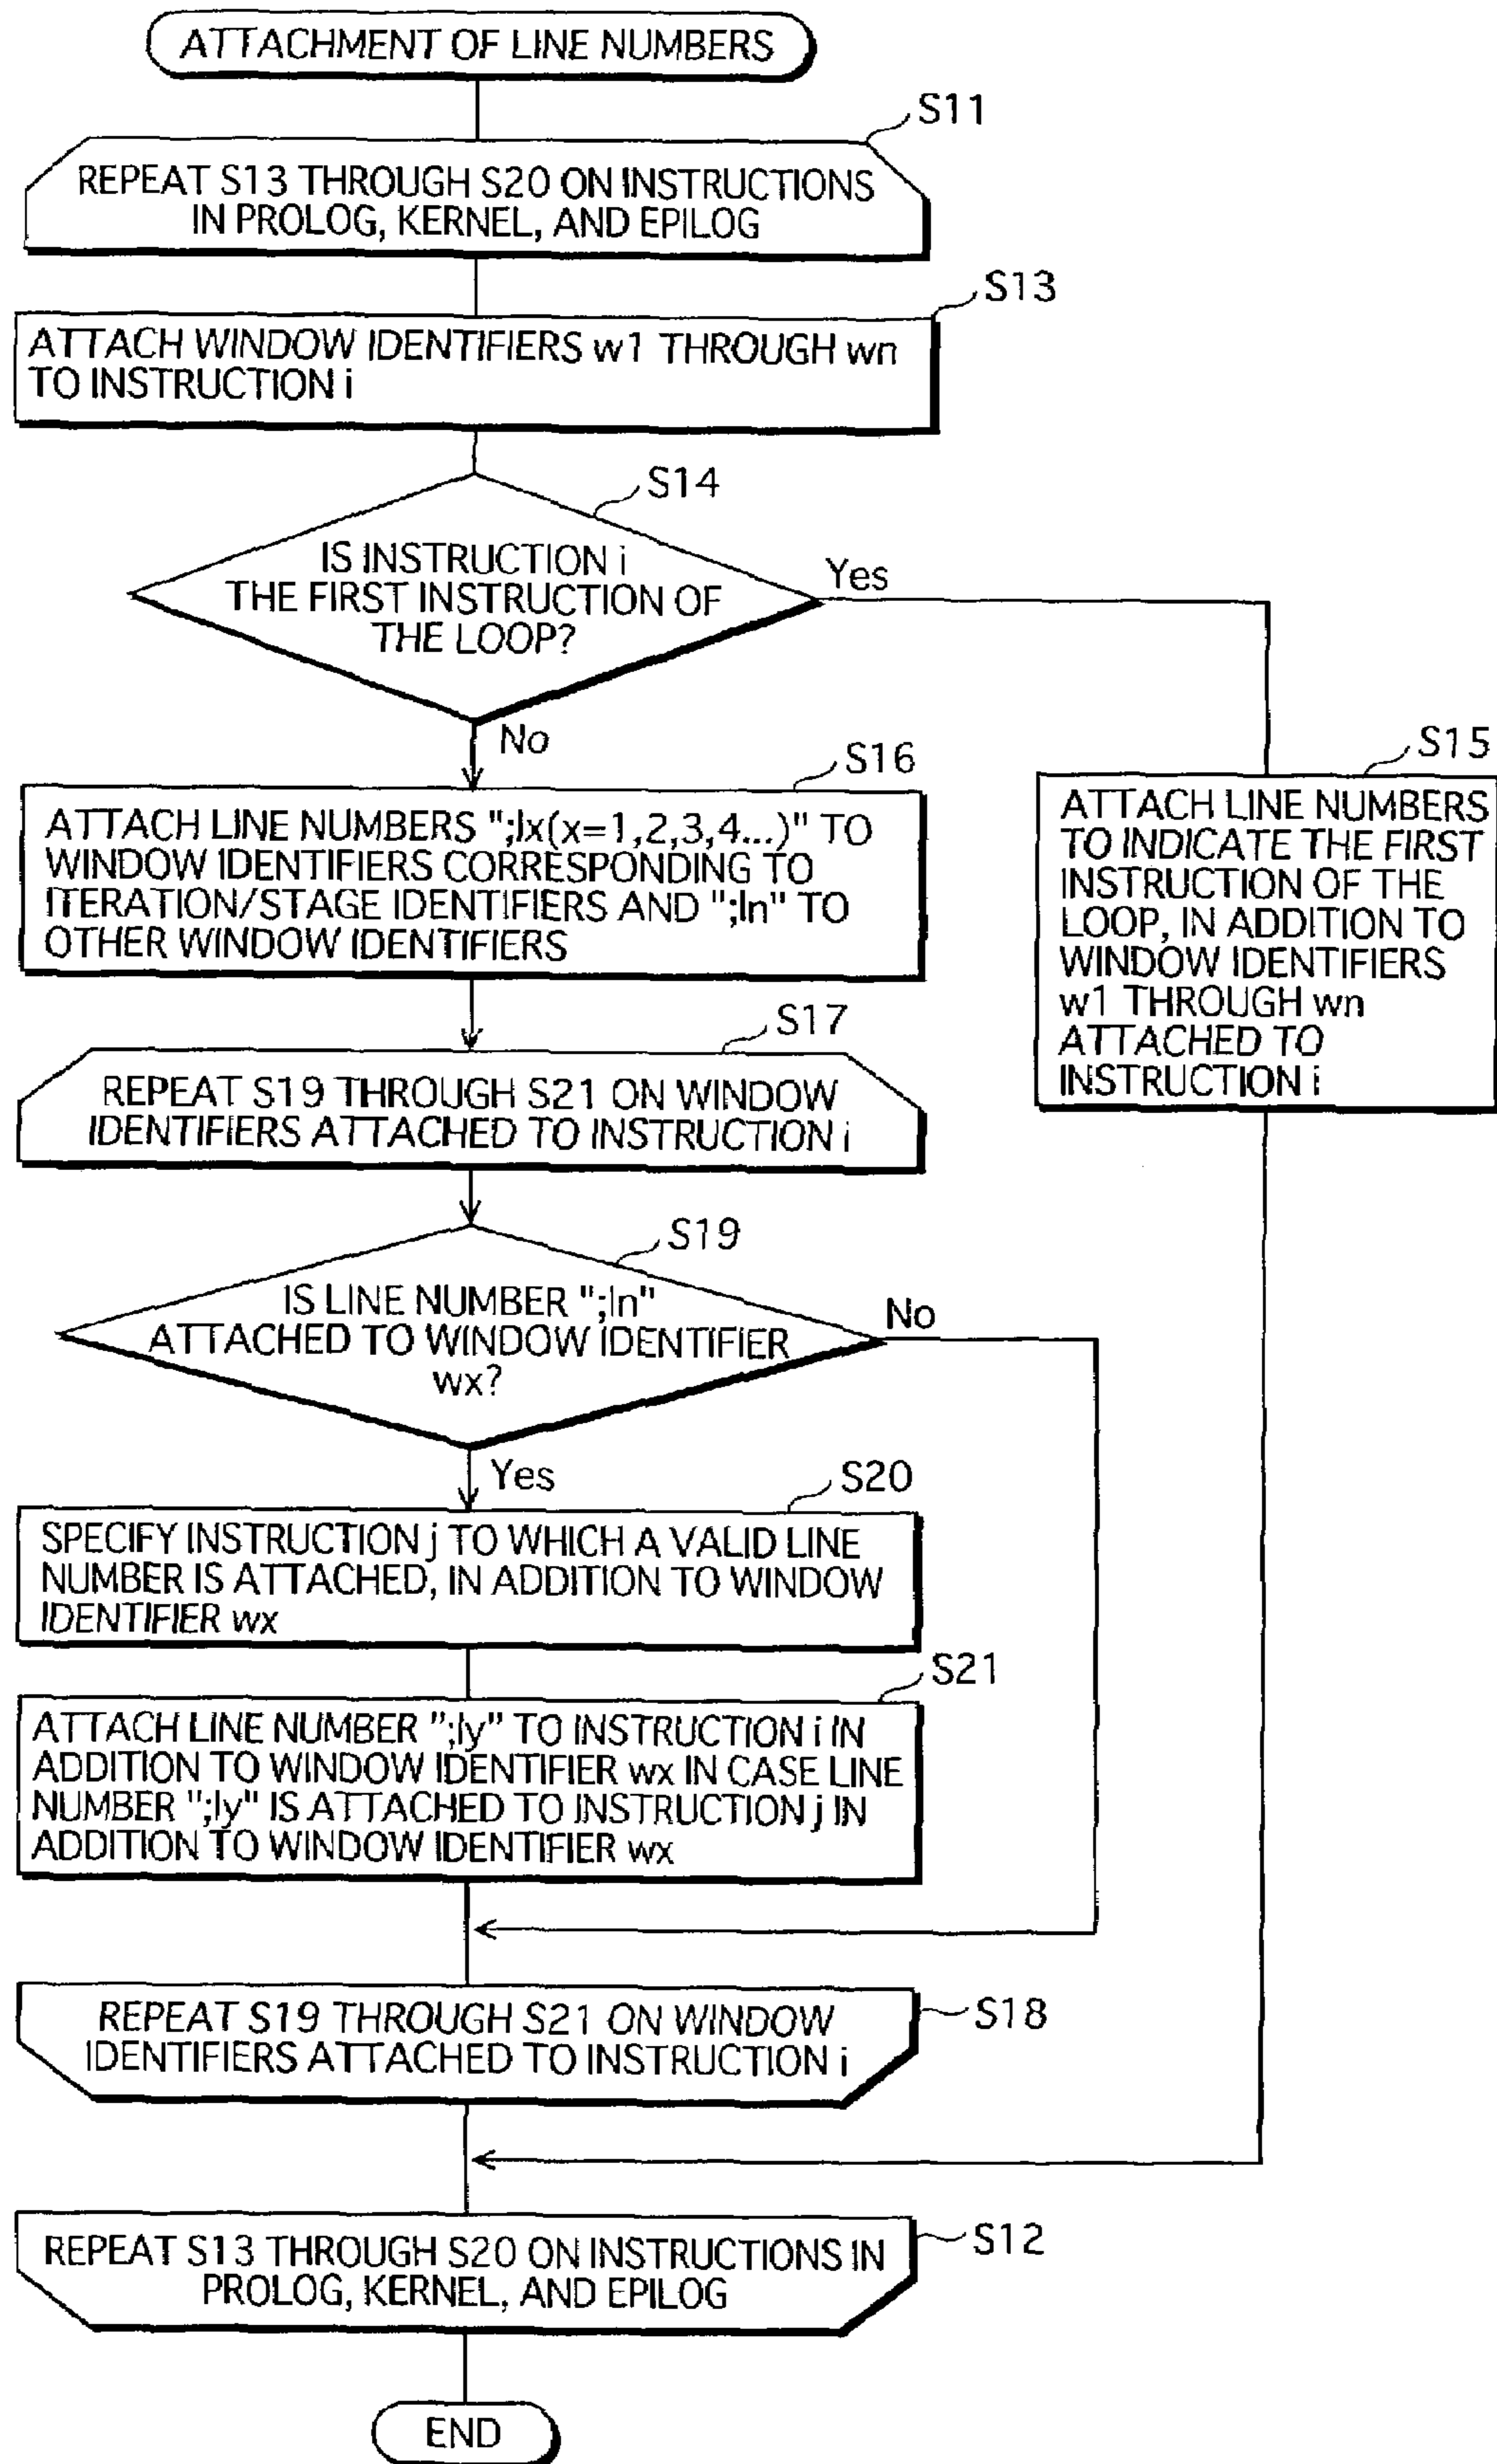 ATTACHMENT OF LINE NUMBERS
S11
REPEAT S13 THROUGH S20 ON INSTRUCTIONS
IN PROLOG, KERNEL, AND EPILOG
S13
ATTACH WINDOW IDENTIFIERS w1 THROUGH wn
TO INSTRUCTION i
S14
IS INSTRUCTION i
THE FIRST INSTRUCTION OF
THE LOOP?
Yes
No
S15
ATTACH LINE NUMBERS
TO INDICATE THE FIRST
INSTRUCTION OF THE
LOOP, IN ADDITION TO
WINDOW IDENTIFIERS
w1 THROUGH wn
ATTACHED TO
INSTRUCTION i
S16
ATTACH LINE NUMBERS ";lx(x=1,2,3,4...)" TO
WINDOW IDENTIFIERS CORRESPONDING TO
ITERATION/STAGE IDENTIFIERS AND ";ln" TO
OTHER WINDOW IDENTIFIERS
S17
REPEAT S19 THROUGH S21 ON WINDOW
IDENTIFIERS ATTACHED TO INSTRUCTION i
S19
IS LINE NUMBER ";ln"
ATTACHED TO WINDOW IDENTIFIER
wx?
No
Yes
S20
SPECIFY INSTRUCTION j TO WHICH A VALID LINE
NUMBER IS ATTACHED, IN ADDITION TO WINDOW
IDENTIFIER wx
S21
ATTACH LINE NUMBER ";ly" TO INSTRUCTION i IN
ADDITION TO WINDOW IDENTIFIER wx IN CASE LINE
NUMBER ";ly" IS ATTACHED TO INSTRUCTION j IN
ADDITION TO WINDOW IDENTIFIER wx
REPEAT S19 THROUGH S21 ON WINDOW
IDENTIFIERS ATTACHED TO INSTRUCTION i
S18
REPEAT S13 THROUGH S20 ON INSTRUCTIONS IN
PROLOG, KERNEL, AND EPILOG
S12
END